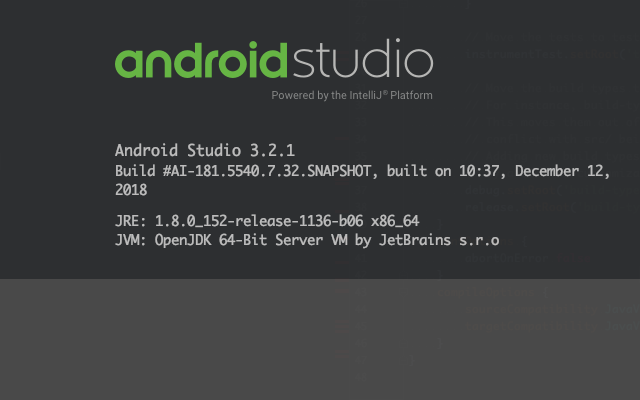 androidstudio
Powered by the IntelliJ® Platform
Android Studio 3.2.1
Build #AI-181.5540.7.32.SNAPSHOT, built on 10:37, December 12,
2018
JRE: 1.8.0_152-release-1136-b06 x86_64
JVM: OpenJDK 64-Bit Server VM by JetBrains s.r.o